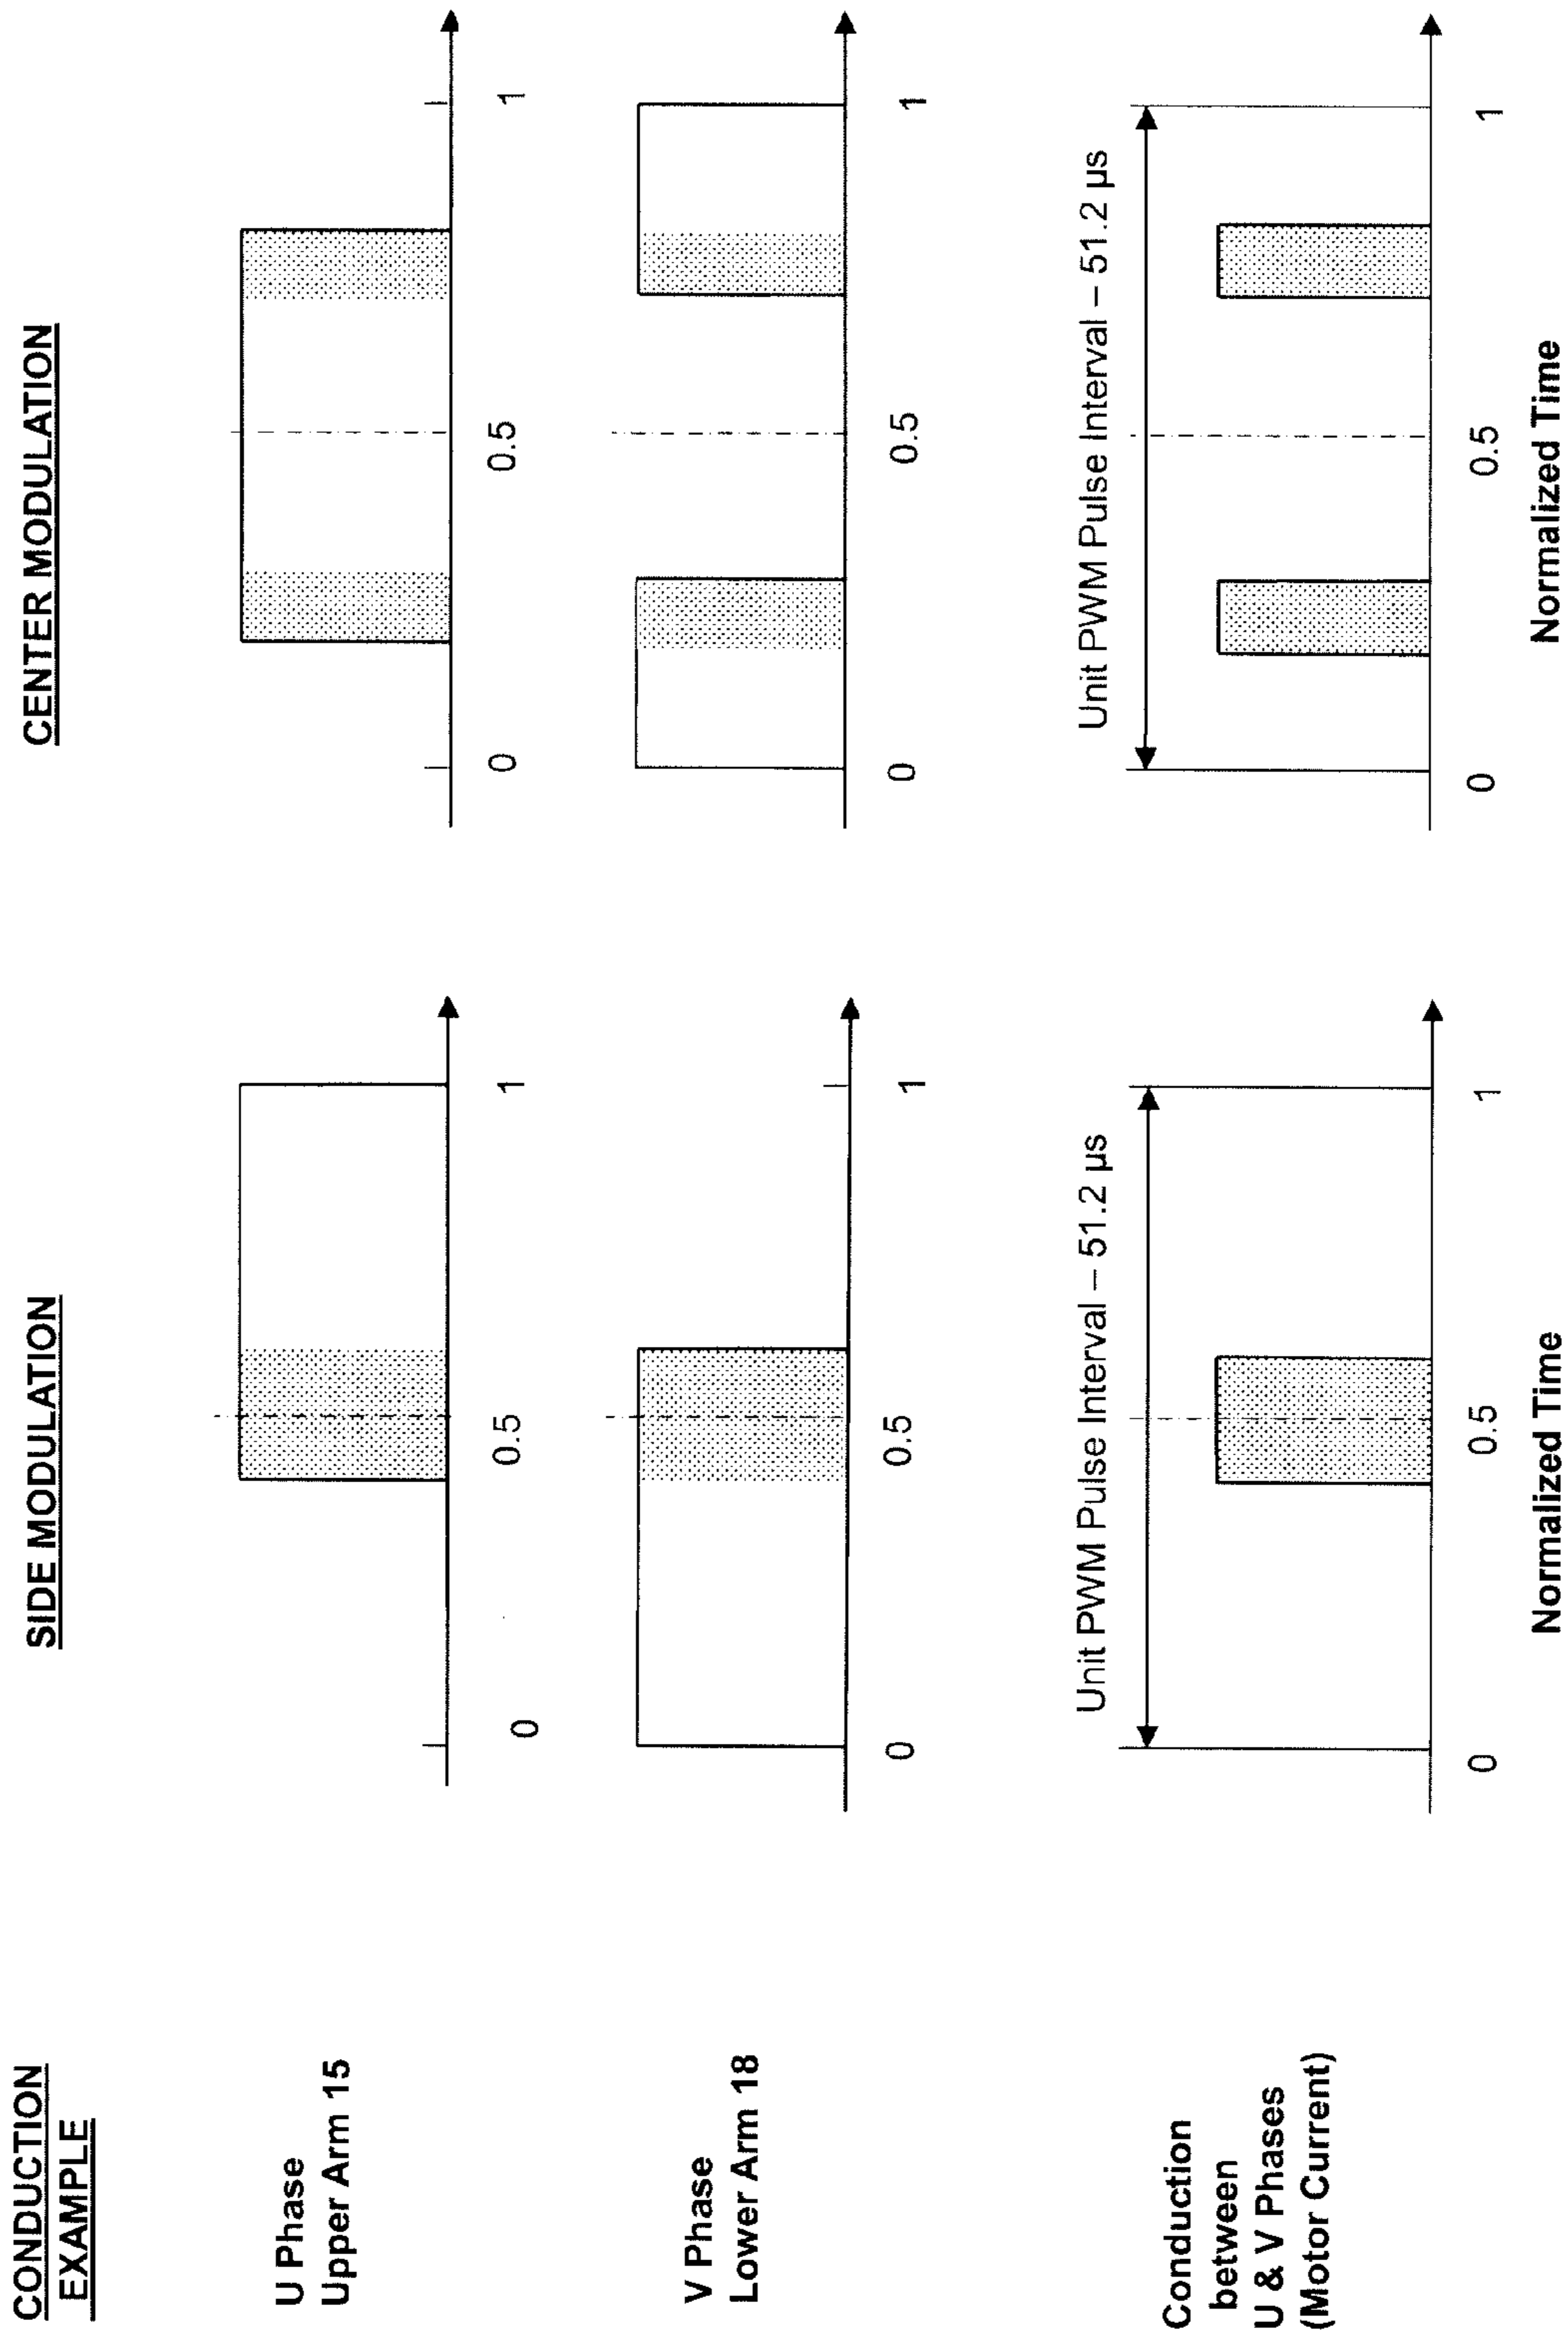 CONDUCTION
EXAMPLE
SIDE MODULATION
CENTER MODULATION
U Phase
Upper Arm 15
0
0.5
1
0
0.5
1
V Phase
Lower Arm 18
0
0.5
1
0
0.5
1
Conduction
between
U & V Phases
(Motor Current)
Unit PWM Pulse Interval – 51.2 µs
0
0.5
1
Normalized Time
Unit PWM Pulse Interval – 51.2 µs
0
0.5
1
Normalized Time